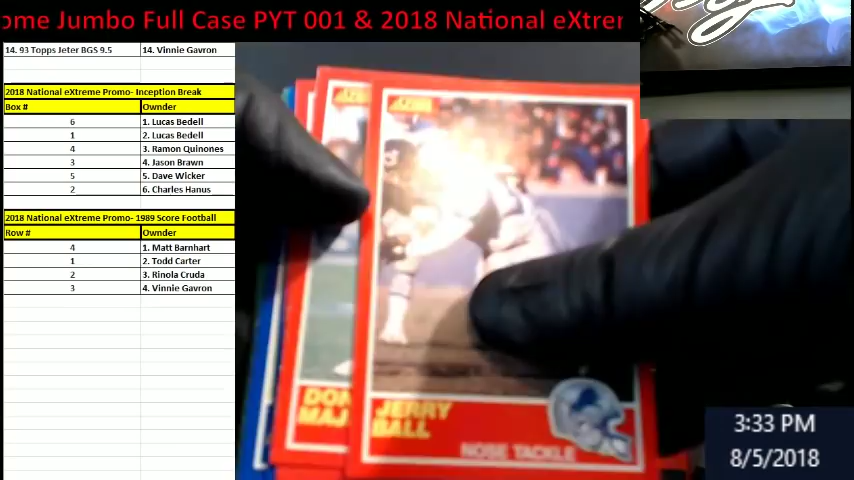 ome Jumbo Full Case PYT 001 & 2018 National eXtrem
14. 93 Topps Jeter BGS 9.5 14. Vinnie Gavron
2018 National eXtreme Promo- Inception Break
Box # Ownder
6 1. Lucas Bedell
1 2. Lucas Bedell
4 3. Ramon Quinones
3 4. Jason Brawn
5 5. Dave Wicker
2 6. Charles Hanus
2018 National eXtreme Promo- 1989 Score Football
Row # Ownder
4 1. Matt Barnhart
1 2. Todd Carter
2 3. Rinola Cruda
3 4. Vinnie Gavron
SCORE
DON
MAJ
JERRY
BALL
NOSE TACKLE
3:33 PM
8/5/2018